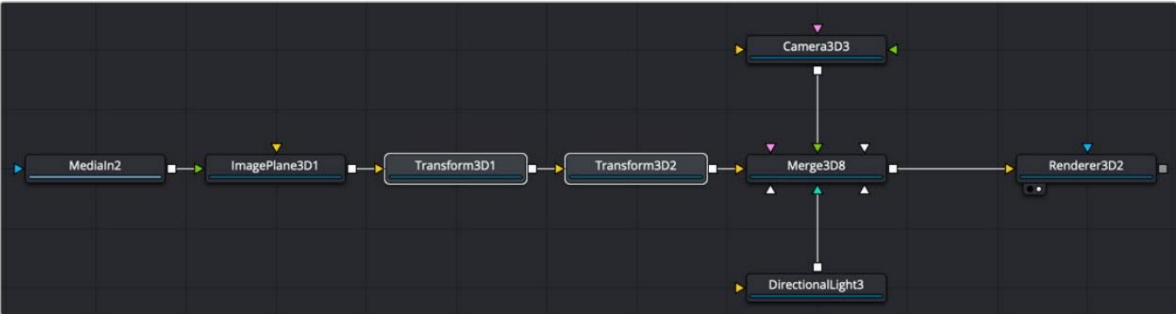 Camera3D3
MediaIn2
ImagePlane3D1
Transform3D1
Transform3D2
Merge3D8
Renderer3D2
DirectionalLight3